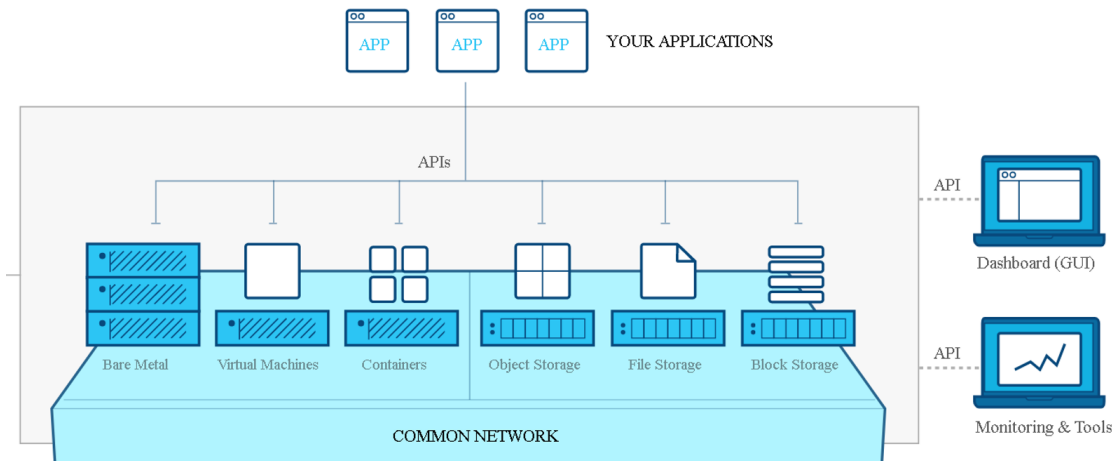 APP
APP
APP
YOUR APPLICATIONS
APIs
API
Dashboard (GUI)
Bare Metal
Virtual Machines
Containers
Object Storage
File Storage
Block Storage
API
Monitoring & Tools
COMMON NETWORK